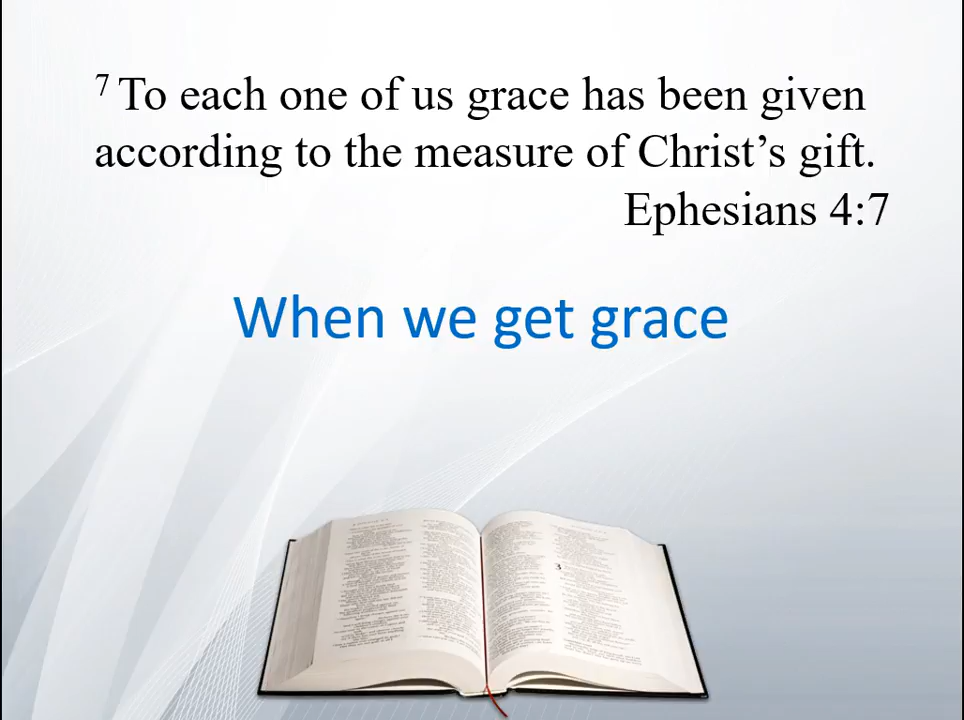 ⁷ To each one of us grace has been given
according to the measure of Christ’s gift.
Ephesians 4:7
When we get grace
3